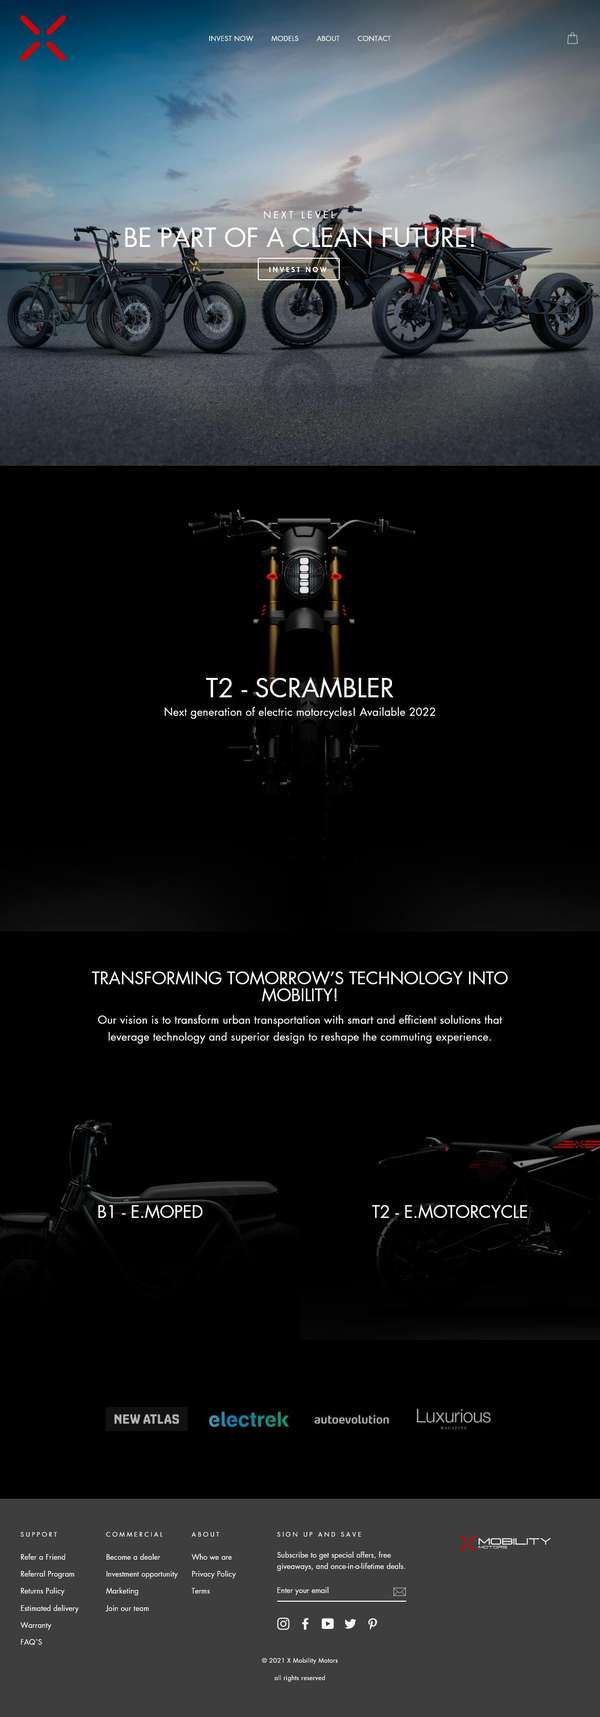 INVEST NOW MODELS ABOUT CONTACT
NEXT LEVEL
BE PART OF A CLEAN FUTURE!
INVEST NOW
T2 - SCRAMBLER
Next generation of electric motorcycles! Available 2022
TRANSFORMING TOMORROW'S TECHNOLOGY INTO
MOBILITY!
Our vision is to transform urban transportation with smart and efficient solutions that
leverage technology and superior design to reshape the commuting experience.
B1 - E.MOPED
T2 - E.MOTORCYCLE
NEW ATLAS
electrek
autoevolution
Luxurious
MAGAZINE
SUPPORT
Refer a Friend
Referral Program
Returns Policy
Estimated delivery
Warranty
FAQ'S
COMMERCIAL
Become a dealer
Investment opportunity
Marketing
Join our team
ABOUT
Who we are
Privacy Policy
Terms
SIGN UP AND SAVE
Subscribe to get special offers, free
giveaways, and once-in-a-lifetime deals.
Enter your email
X MOBILITY
MOTORS
© 2021 X Mobility Motors
all rights reserved